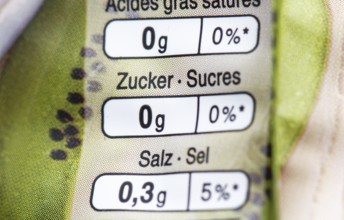 Acides gras saturés
0g 0%*
Zucker · Sucres
0g 0%*
Salz · Sel
0,3g 5%*